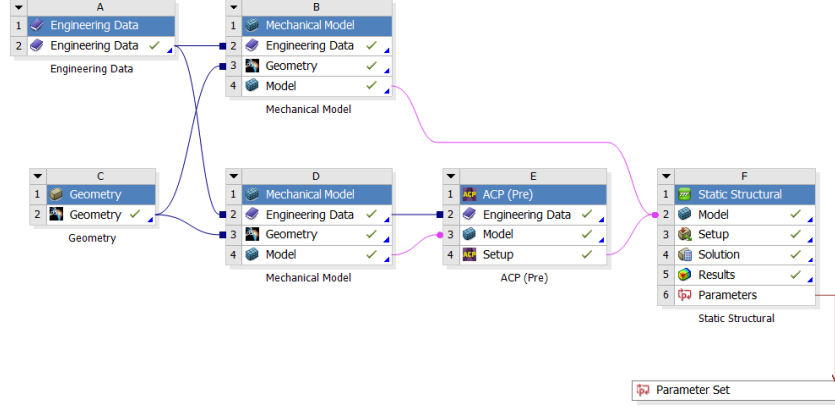 A
1 Engineering Data
2 Engineering Data
Engineering Data
B
1 Mechanical Model
2 Engineering Data
3 Geometry
4 Model
Mechanical Model
C
1 Geometry
2 Geometry
Geometry
D
1 Mechanical Model
2 Engineering Data
3 Geometry
4 Model
Mechanical Model
E
1 ACP ACP (Pre)
2 Engineering Data
3 Model
4 ACP Setup
ACP (Pre)
F
1 Static Structural
2 Model
3 Setup
4 Solution
5 Results
6 Parameters
Static Structural
Parameter Set